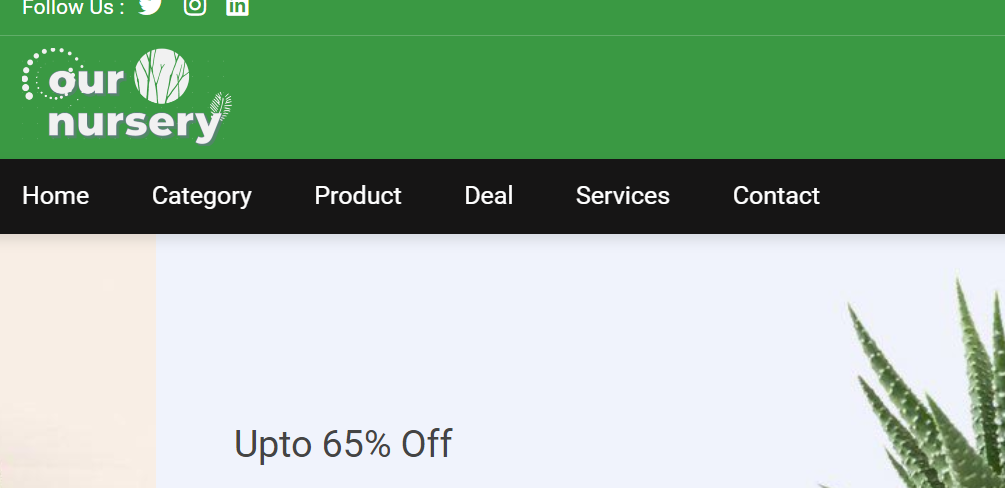 Follow Us :
our
nursery
Home Category Product Deal Services Contact
Upto 65% Off